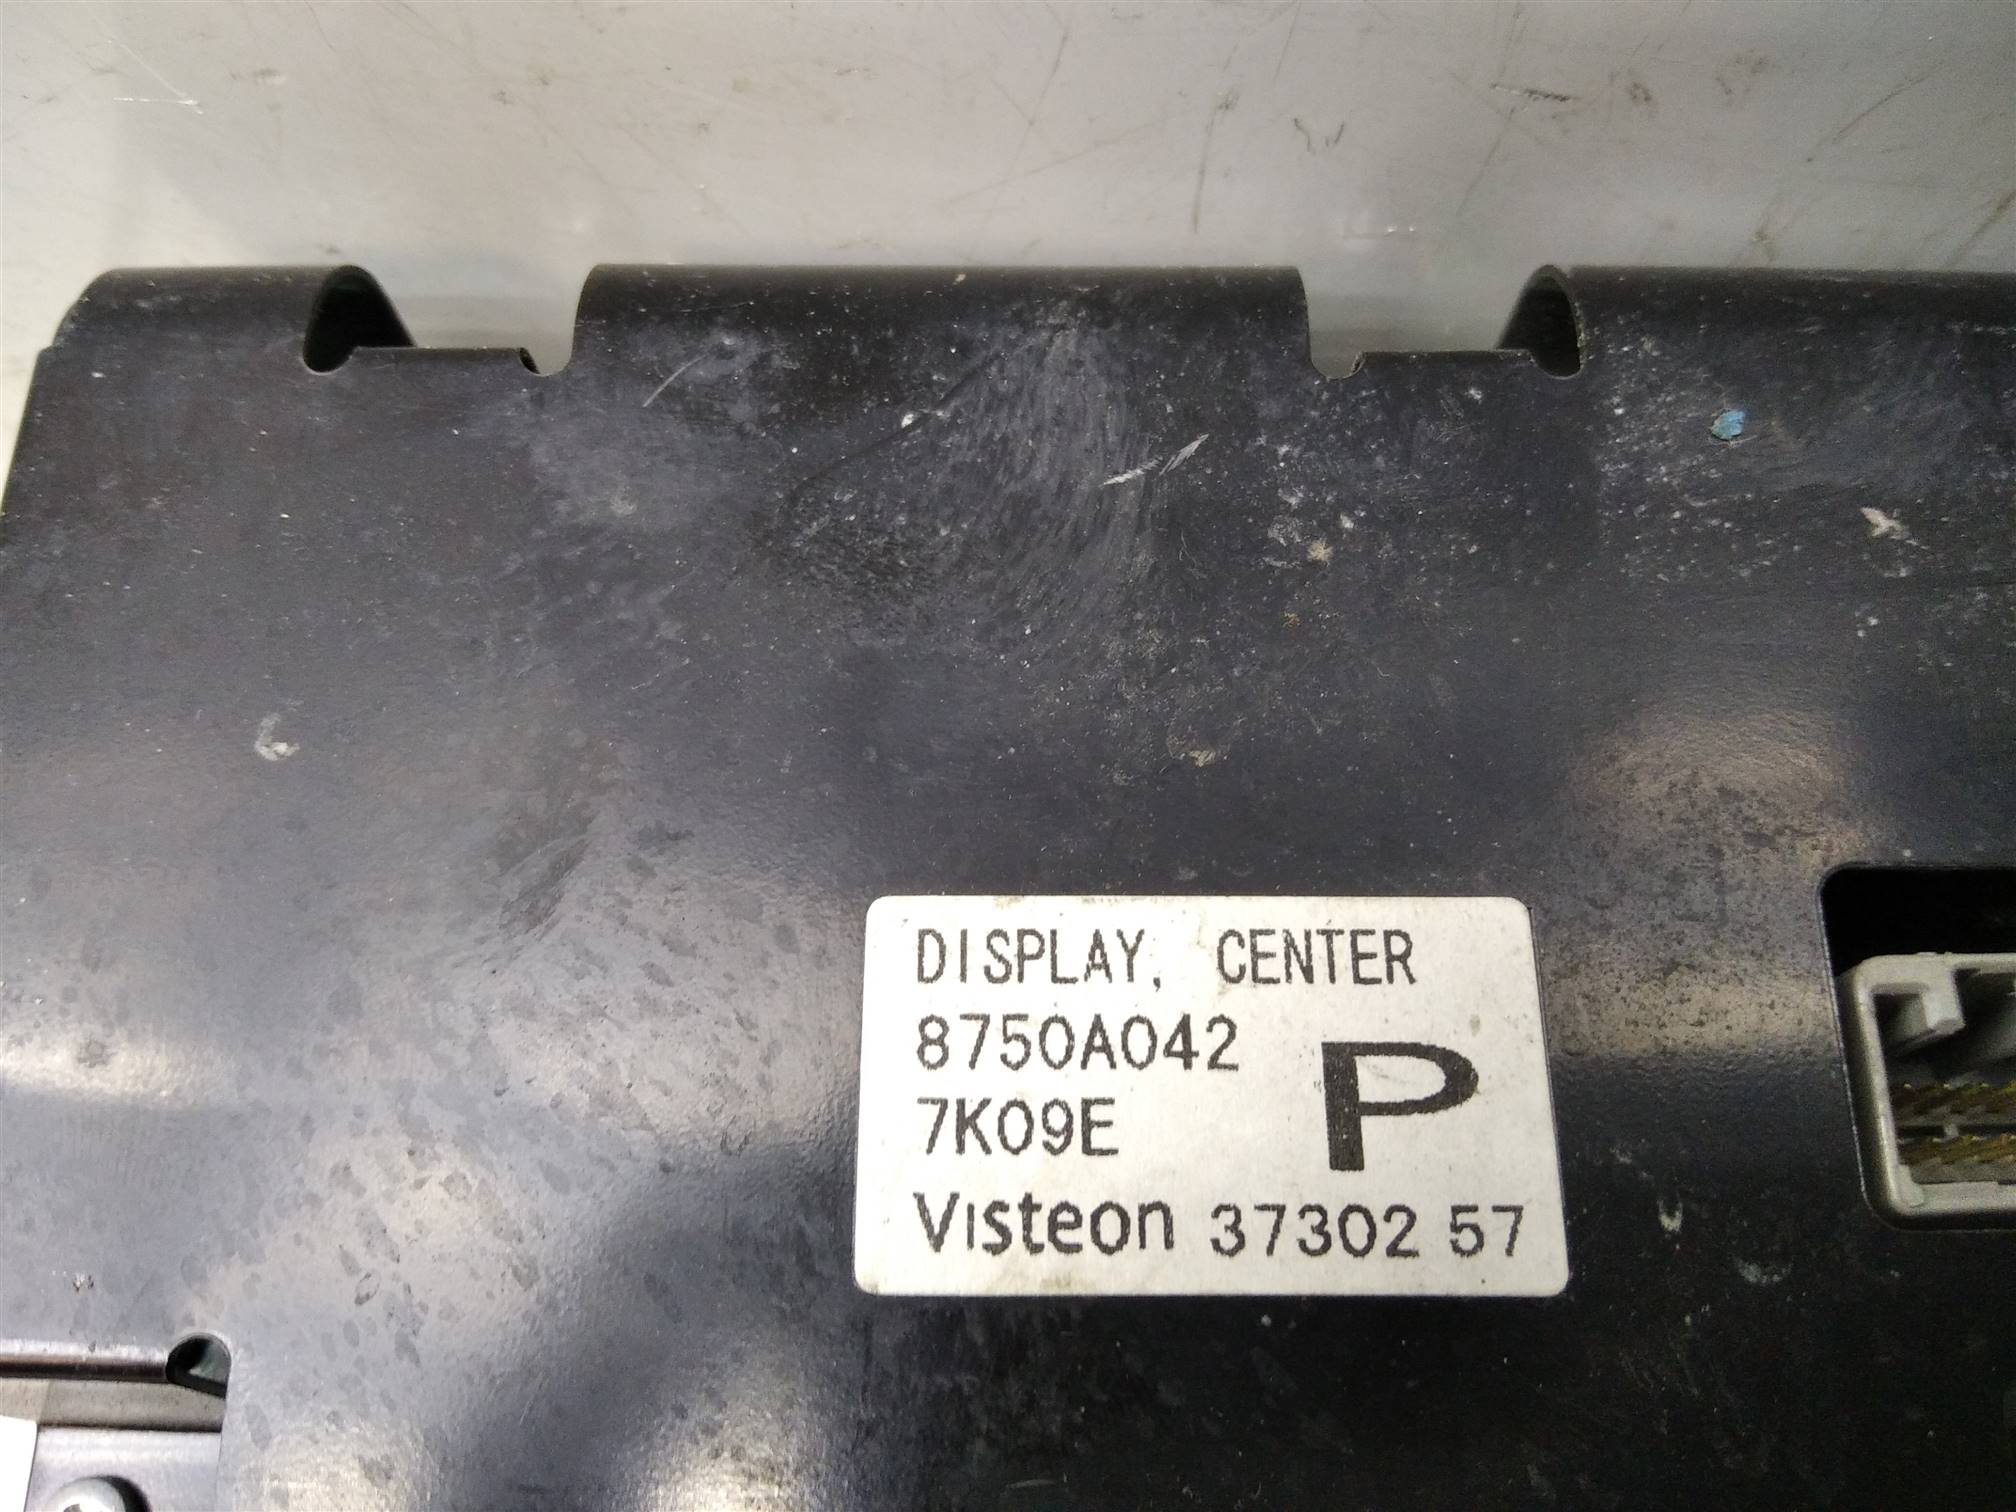 DISPLAY, CENTER
8750A042
7K09E
P
Visteon 37302 57